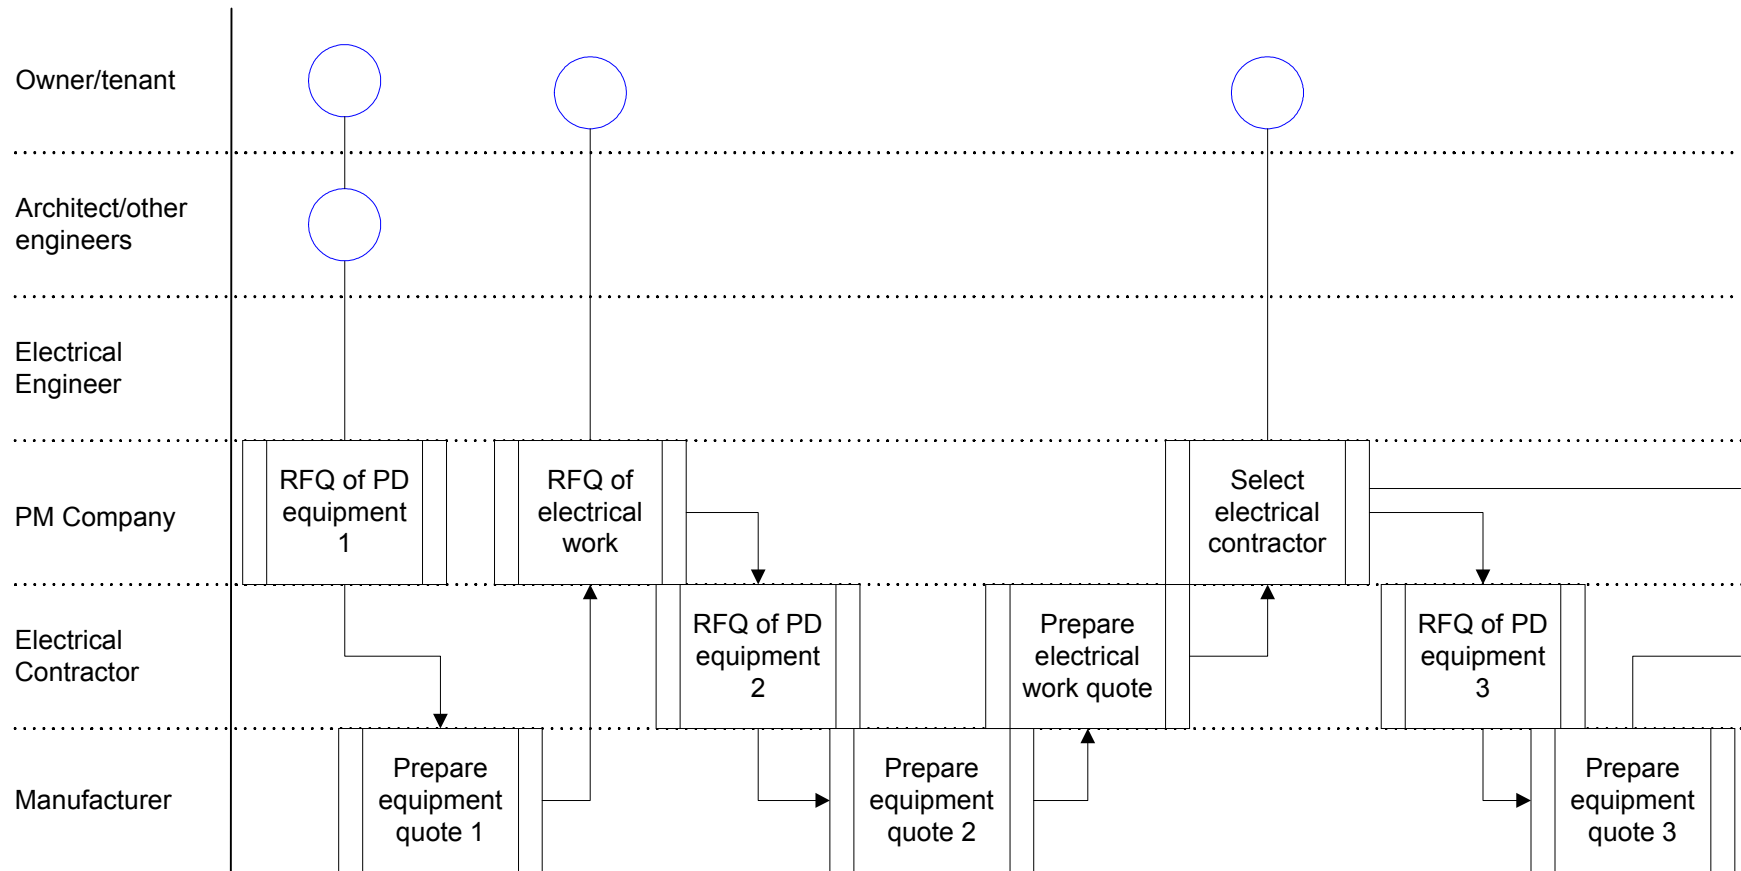 Owner/tenant
Architect/other
engineers
Electrical
Engineer
PM Company
RFQ of PD
equipment
1
RFQ of
electrical
work
Select
electrical
contractor
Electrical
Contractor
RFQ of PD
equipment
2
Prepare
electrical
work quote
RFQ of PD
equipment
3
Manufacturer
Prepare
equipment
quote 1
Prepare
equipment
quote 2
Prepare
equipment
quote 3